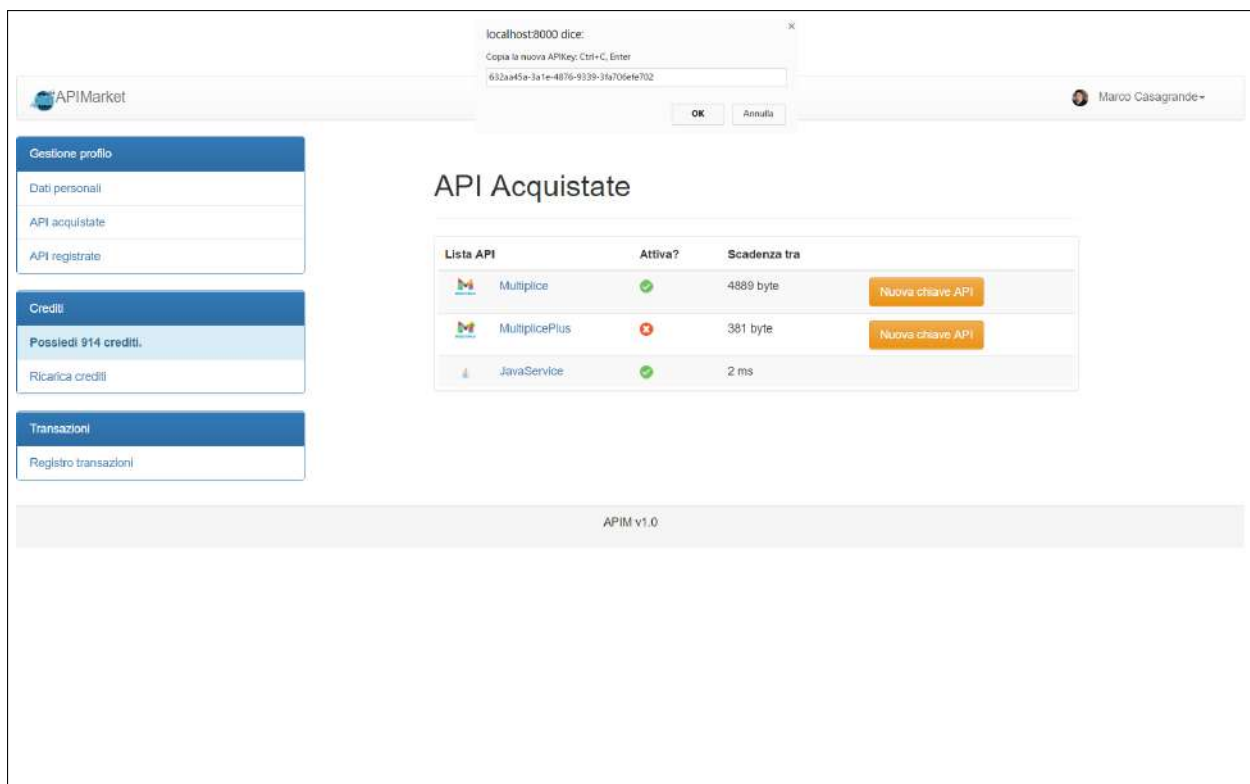 localhost:8000 dice:
Copia la nuova APIKey: Ctrl+C, Enter
632aa45a-3a1e-4876-9339-3fa706efe702
OK Annulla
APIMarket
Marco Casagrande
Gestione profilo
Dati personali
API acquistate
API registrate
Crediti
Possiedi 914 crediti.
Ricarica crediti
Transazioni
Registro transazioni
API Acquistate
Lista API Attiva? Scadenza tra
Multiplice 4889 byte Nuova chiave API
MultiplicePlus 381 byte Nuova chiave API
JavaService 2 ms
APIM v1.0